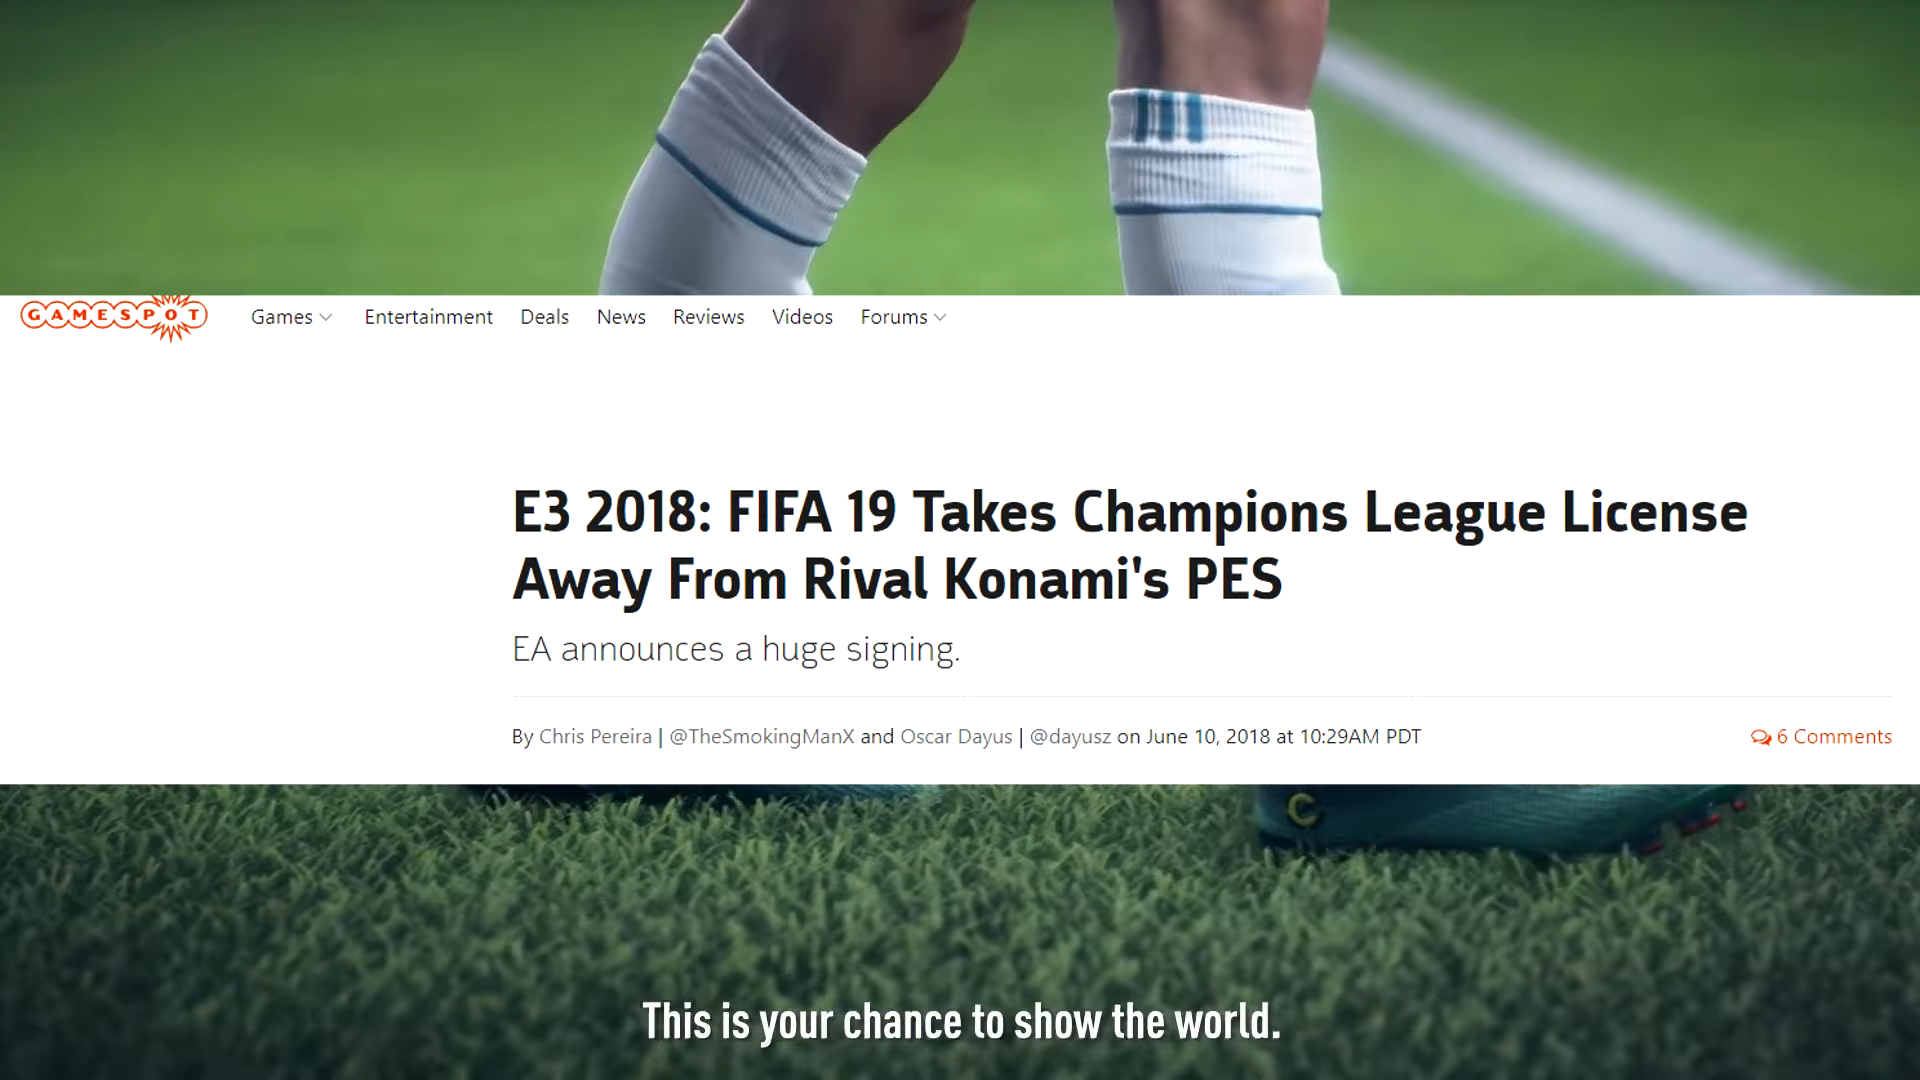 GAMESPOT
Games Entertainment Deals News Reviews Videos Forums
E3 2018: FIFA 19 Takes Champions League License
Away From Rival Konami's PES
EA announces a huge signing.
By Chris Pereira | @TheSmokingManX and Oscar Dayus | @dayusz on June 10, 2018 at 10:29AM PDT
6 Comments
C
This is your chance to show the world.